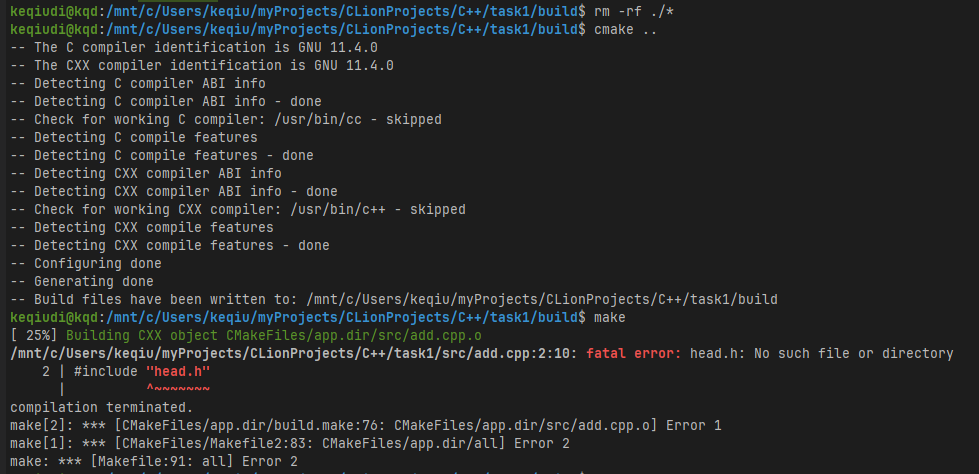 keqiudi@kqd:/mnt/c/Users/keqiu/myProjects/CLionProjects/C++/task1/build$ rm -rf ./*
keqiudi@kqd:/mnt/c/Users/keqiu/myProjects/CLionProjects/C++/task1/build$ cmake ..
-- The C compiler identification is GNU 11.4.0
-- The CXX compiler identification is GNU 11.4.0
-- Detecting C compiler ABI info
-- Detecting C compiler ABI info - done
-- Check for working C compiler: /usr/bin/cc - skipped
-- Detecting C compile features
-- Detecting C compile features - done
-- Detecting CXX compiler ABI info
-- Detecting CXX compiler ABI info - done
-- Check for working CXX compiler: /usr/bin/c++ - skipped
-- Detecting CXX compile features
-- Detecting CXX compile features - done
-- Configuring done
-- Generating done
-- Build files have been written to: /mnt/c/Users/keqiu/myProjects/CLionProjects/C++/task1/build
keqiudi@kqd:/mnt/c/Users/keqiu/myProjects/CLionProjects/C++/task1/build$ make
[ 25%] Building CXX object CMakeFiles/app.dir/src/add.cpp.o
/mnt/c/Users/keqiu/myProjects/CLionProjects/C++/task1/src/add.cpp:2:10: fatal error: head.h: No such file or directory
    2 | #include "head.h"
      |          ^~~~~~~~
compilation terminated.
make[2]: *** [CMakeFiles/app.dir/build.make:76: CMakeFiles/app.dir/src/add.cpp.o] Error 1
make[1]: *** [CMakeFiles/Makefile2:83: CMakeFiles/app.dir/all] Error 2
make: *** [Makefile:91: all] Error 2